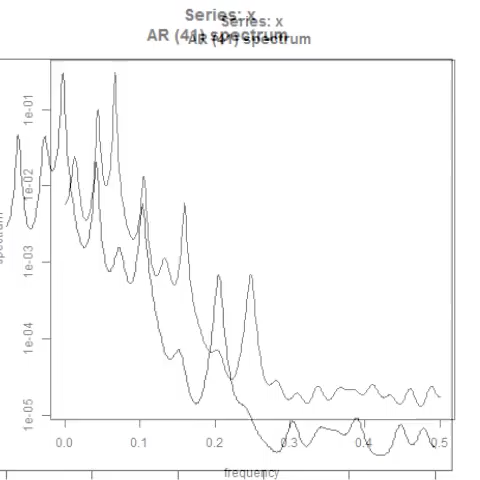 Series: x
Series: x
AR (41) spectrum
AR (41) spectrum
1e-01
1e-02
1e-03
1e-04
1e-05
spectrum
0.0 0.1 0.2 0.3 0.4 0.5
frequency